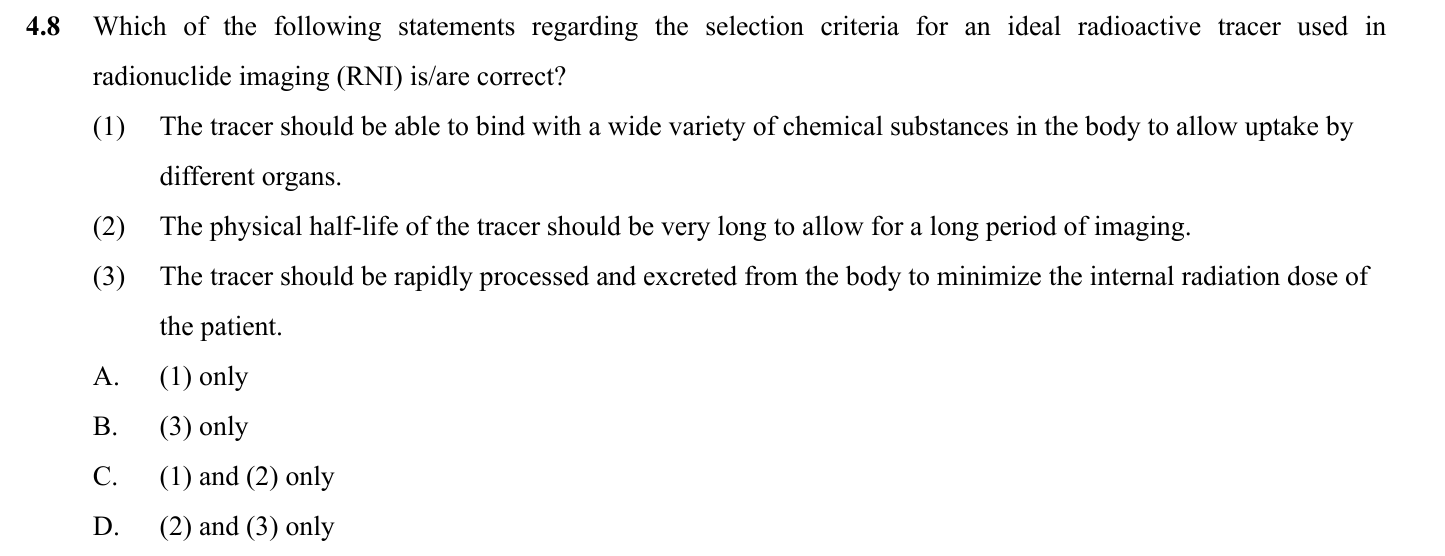 4.8 Which of the following statements regarding the selection criteria for an ideal radioactive tracer used in
radionuclide imaging (RNI) is/are correct?
(1) The tracer should be able to bind with a wide variety of chemical substances in the body to allow uptake by
different organs.
(2) The physical half-life of the tracer should be very long to allow for a long period of imaging.
(3) The tracer should be rapidly processed and excreted from the body to minimize the internal radiation dose of
the patient.
A. (1) only
B. (3) only
C. (1) and (2) only
D. (2) and (3) only